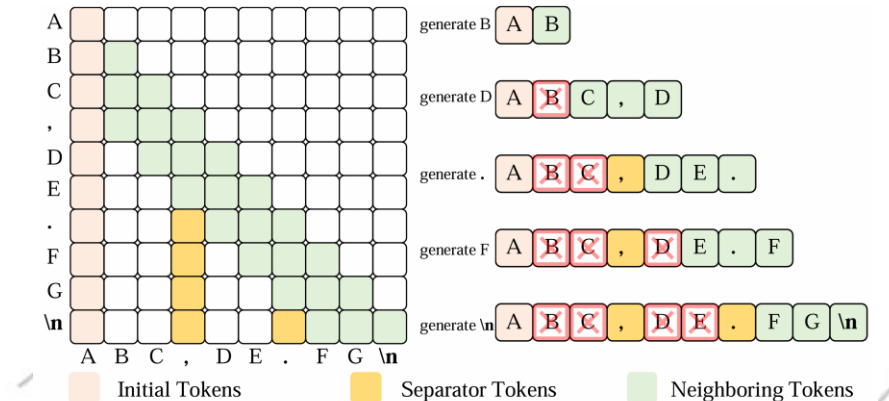 A
B generate B A B
C
, generate D A B C , D
D
E generate . A B C , D E .
.
F generate F A B C , D E . F
G
\n generate \n A B C , D E . F G \n
A B C , D E . F G \n
Initial Tokens Separator Tokens Neighboring Tokens